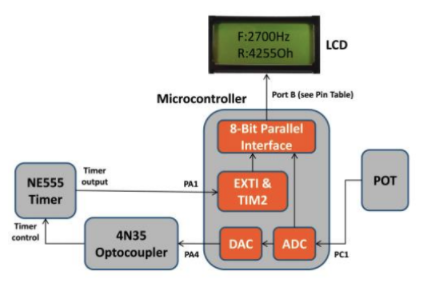 F:2700Hz
R:4255Oh
LCD
Port B (see Pin Table)
Microcontroller
8-Bit Parallel
Interface
Timer
output
NE555
Timer
PA1
EXTI &
TIM2
POT
Timer
control
4N35
Optocoupler
PA4
DAC
ADC
PC1